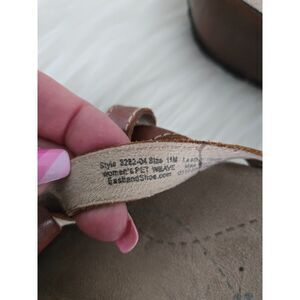 Style 3282-04 Size 11M
women's PET WEAVE
EastlandShoe.com